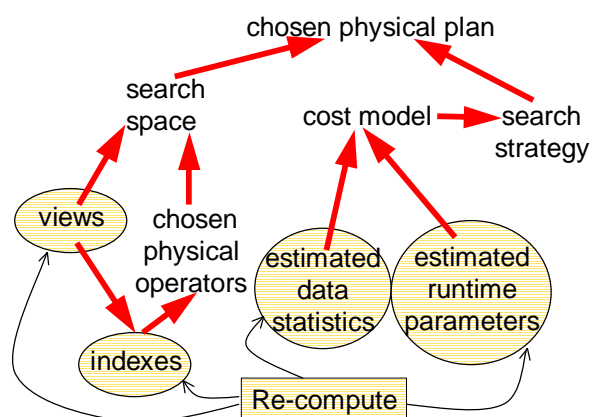 chosen physical plan
search
space
cost model
search
strategy
views
chosen
physical
operators
estimated
data
statistics
estimated
runtime
parameters
indexes
Re-compute